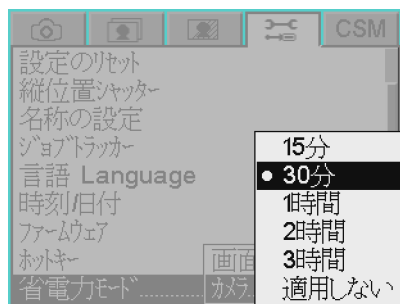 CSM
設定のリセット
縦位置シャッター
名称の設定
ジョブトラッカー
言語 Language
時刻/日付
ファームウェア
ホットキー
画面
省電力モード............カメラ...
15分
● 30分
1時間
2時間
3時間
適用しない